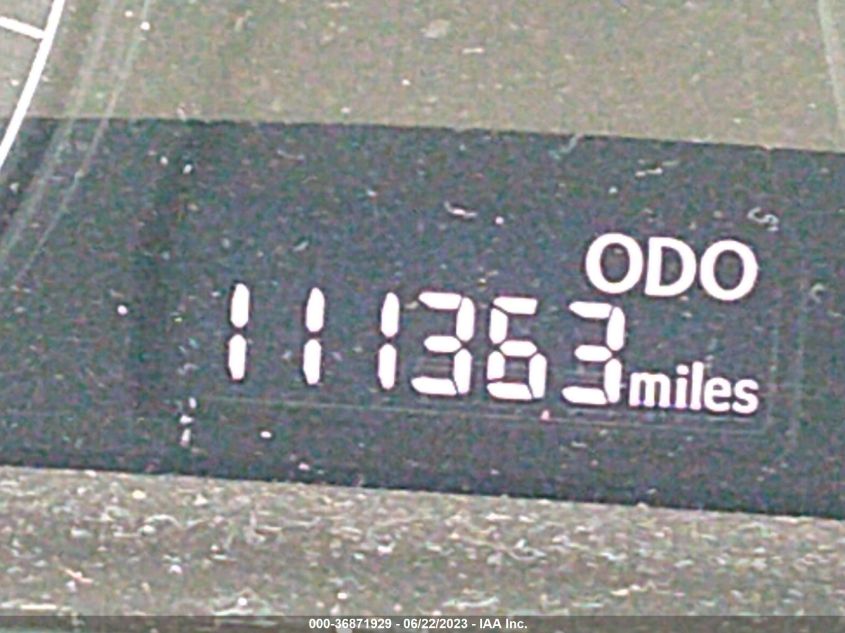 ODO
111363 miles
000-36871929 - 06/22/2023 - IAA Inc.